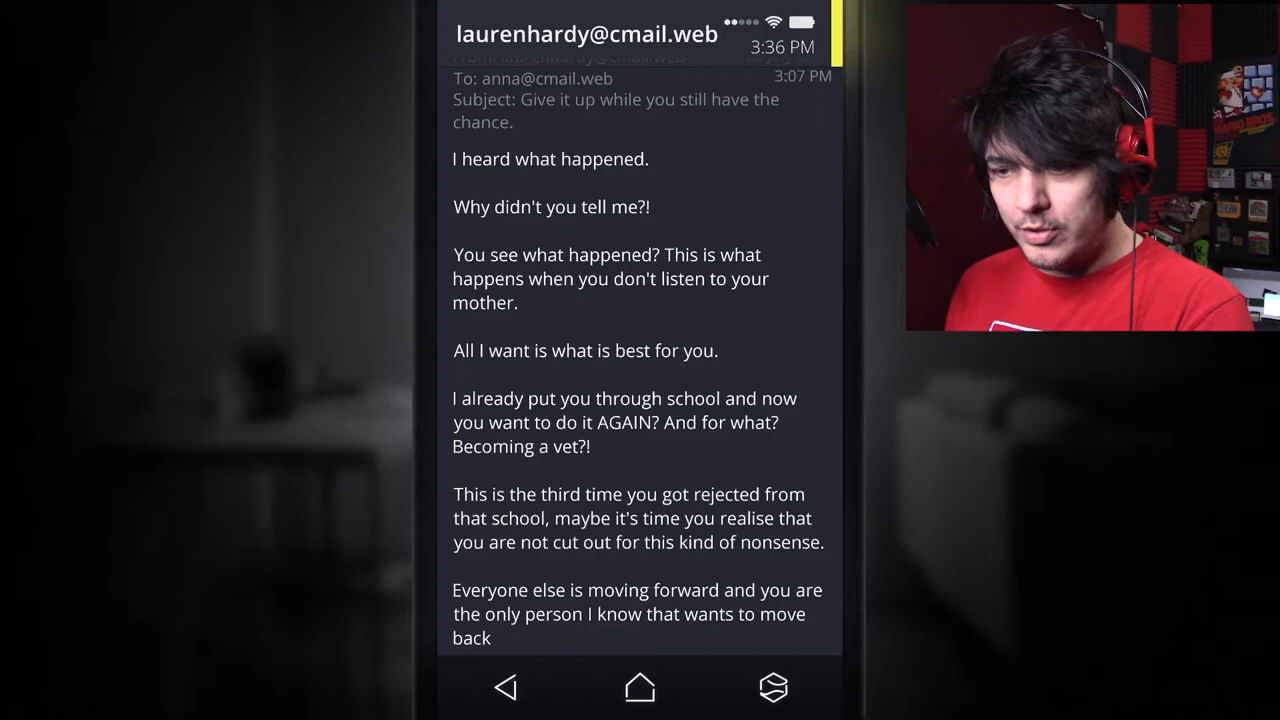 laurenhardy@cmail.web
3:36 PM
From: laurenhardy@cmail.web
To: anna@cmail.web
3:07 PM
Subject: Give it up while you still have the
chance.
I heard what happened.
Why didn't you tell me?!
You see what happened? This is what
happens when you don't listen to your
mother.
All I want is what is best for you.
I already put you through school and now
you want to do it AGAIN? And for what?
Becoming a vet?!
This is the third time you got rejected from
that school, maybe it's time you realise that
you are not cut out for this kind of nonsense.
Everyone else is moving forward and you are
the only person I know that wants to move
back
MARIO BROS.